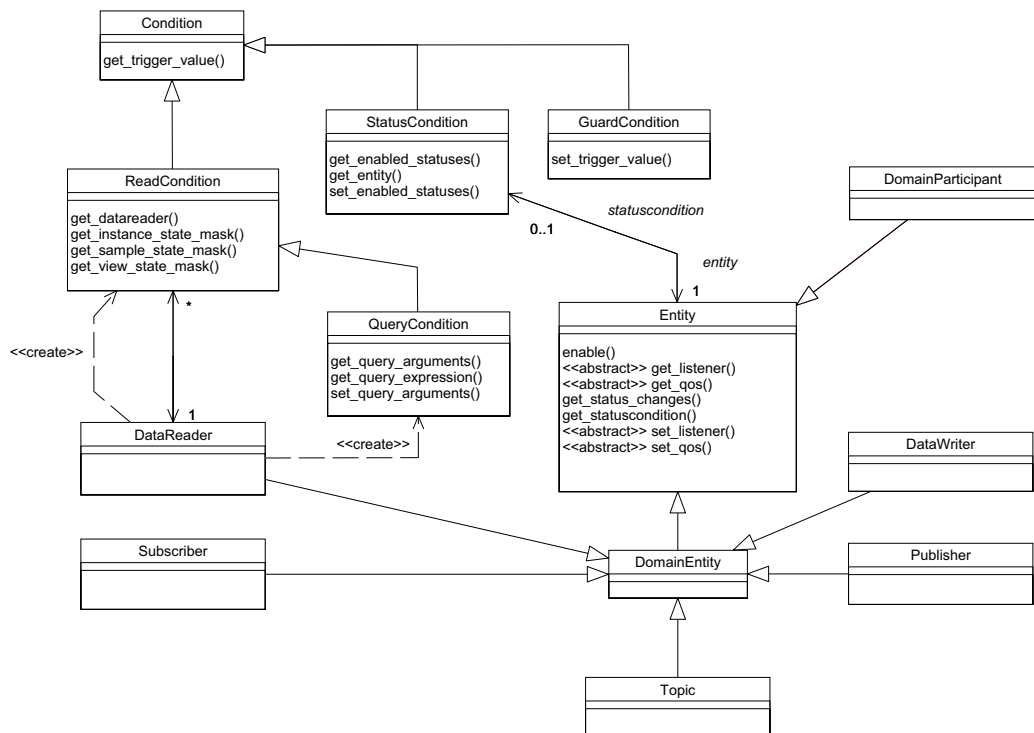 Condition
get_trigger_value()
StatusCondition
get_enabled_statuses()
get_entity()
set_enabled_statuses()
GuardCondition
set_trigger_value()
ReadCondition
get_datareader()
get_instance_state_mask()
get_sample_state_mask()
get_view_state_mask()
DomainParticipant
statuscondition
0..1
entity
1
*
<<create>>
QueryCondition
get_query_arguments()
get_query_expression()
set_query_arguments()
Entity
enable()
<<abstract>> get_listener()
<<abstract>> get_qos()
get_status_changes()
get_statuscondition()
<<abstract>> set_listener()
<<abstract>> set_qos()
1
DataReader
<<create>>
DataWriter
Subscriber
DomainEntity
Publisher
Topic